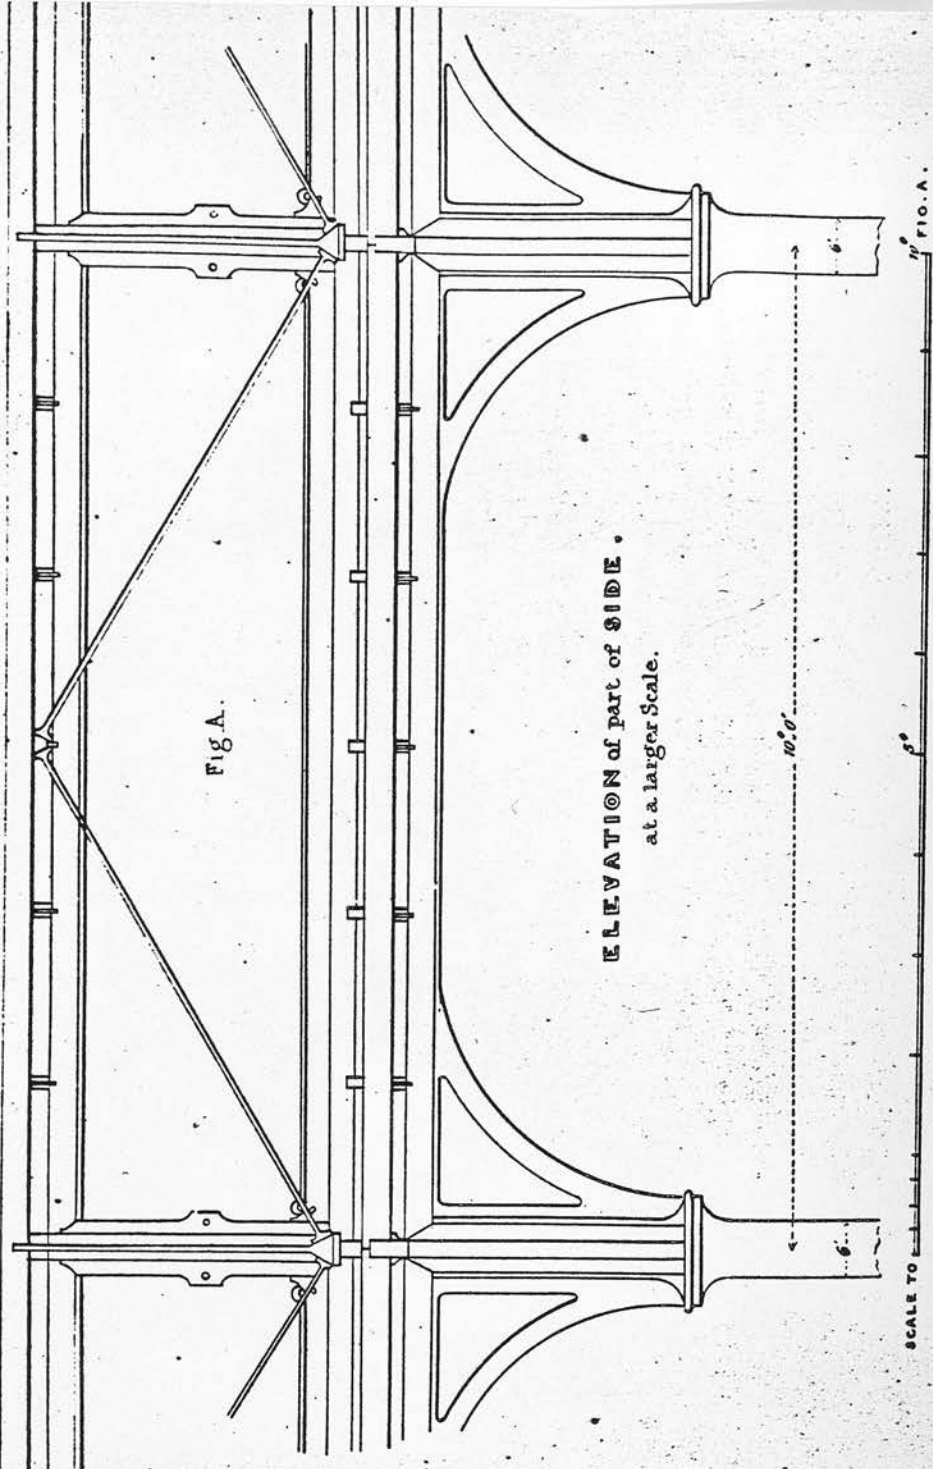 Fig.A.
ELEVATION of part of SIDE.
at a larger Scale.
10'.0"
6"
6"
SCALE TO FIG.A.
5'
10'